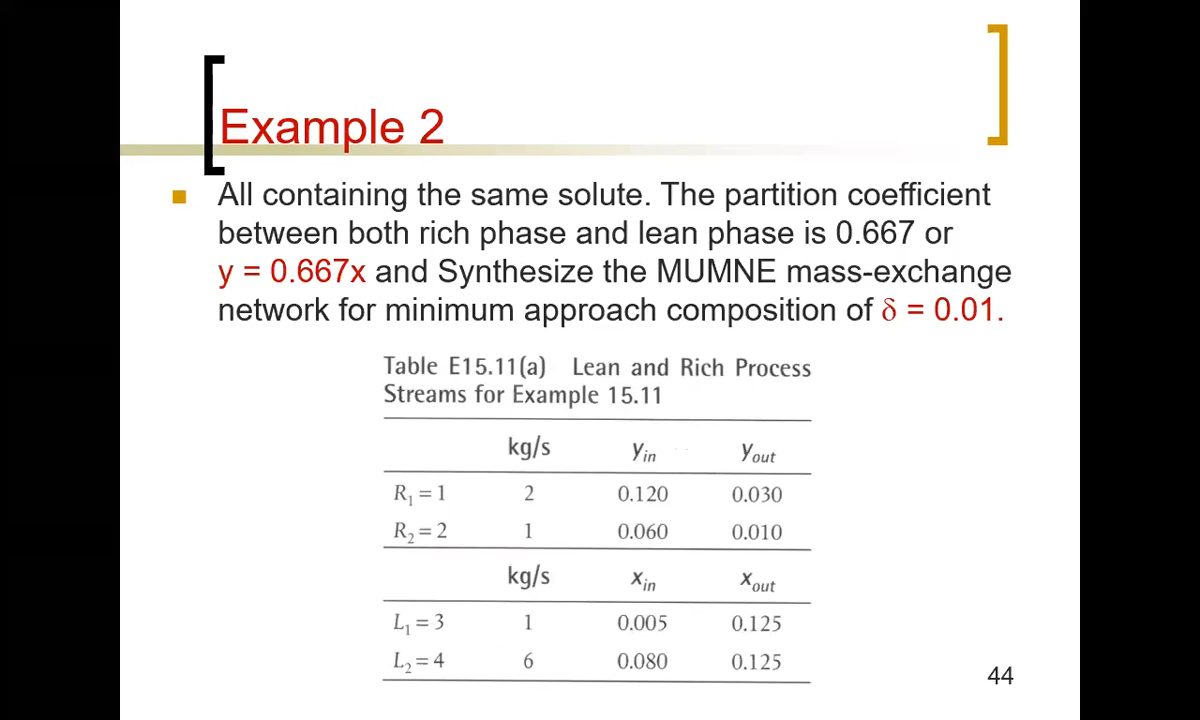 Example 2
All containing the same solute. The partition coefficient
between both rich phase and lean phase is 0.667 or
y = 0.667x and Synthesize the MUMNE mass-exchange
network for minimum approach composition of δ = 0.01.
Table E15.11(a) Lean and Rich Process
Streams for Example 15.11
kg/s y_in y_out
R₁ = 1 2 0.120 0.030
R₂ = 2 1 0.060 0.010
kg/s x_in x_out
L₁ = 3 1 0.005 0.125
L₂ = 4 6 0.080 0.125
44